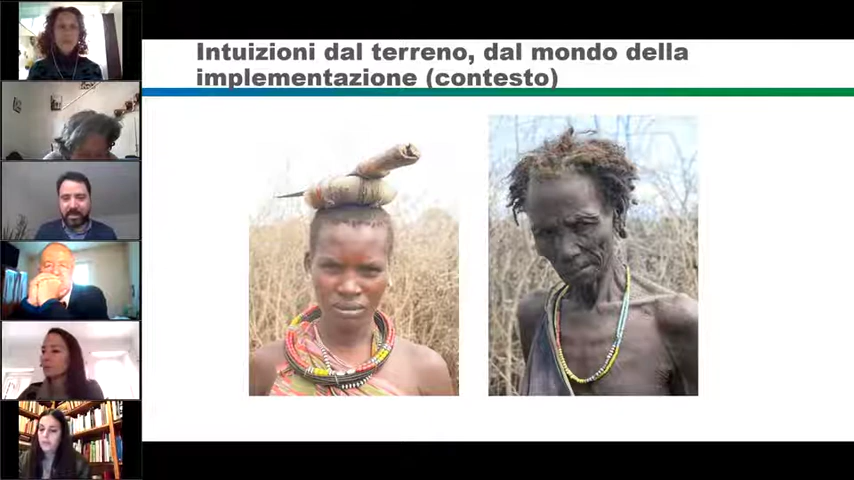 Intuizioni dal terreno, dal mondo della
implementazione (contesto)